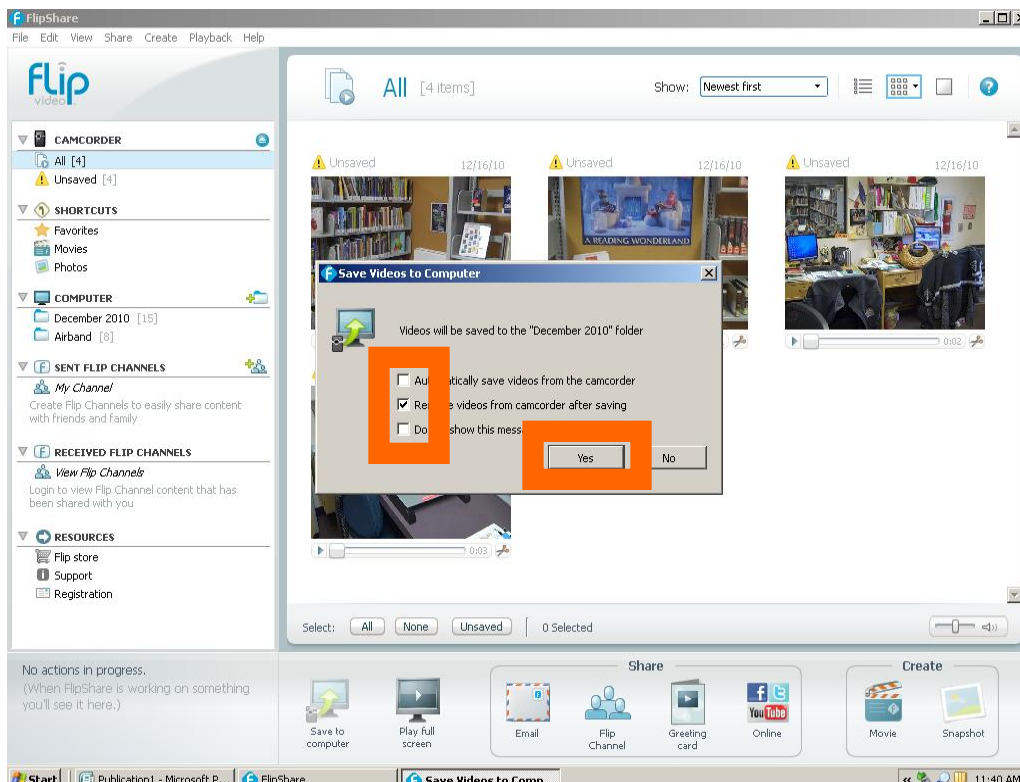 FlipShare
File Edit View Share Create Playback Help
flip
video
All [4 items]
Show: Newest first
CAMCORDER
All [4]
Unsaved [4]
SHORTCUTS
Favorites
Movies
Photos
COMPUTER
December 2010 [15]
Airband [8]
SENT FLIP CHANNELS
My Channel
Create Flip Channels to easily share content
with friends and family
RECEIVED FLIP CHANNELS
View Flip Channels
Login to view Flip Channel content that has
been shared with you
RESOURCES
Flip store
Support
Registration
Unsaved 12/16/10
Unsaved 12/16/10
Unsaved 12/16/10
A READING WONDERLAND
Save Videos to Computer
Videos will be saved to the "December 2010" folder
Automatically save videos from the camcorder
videos from camcorder after saving
Do show this
Yes No
0:02
0:03
Select: All None Unsaved 0 Selected
No actions in progress.
(When FlipShare is working on something
you'll see it here.)
Save to
computer
Play full
screen
Share
Email
Flip
Channel
Greeting
card
You Tube
Online
Create
Movie
Snapshot
Start Publication1 - Microsoft P... FlipShare Save Videos to Comp... 11:40 AM